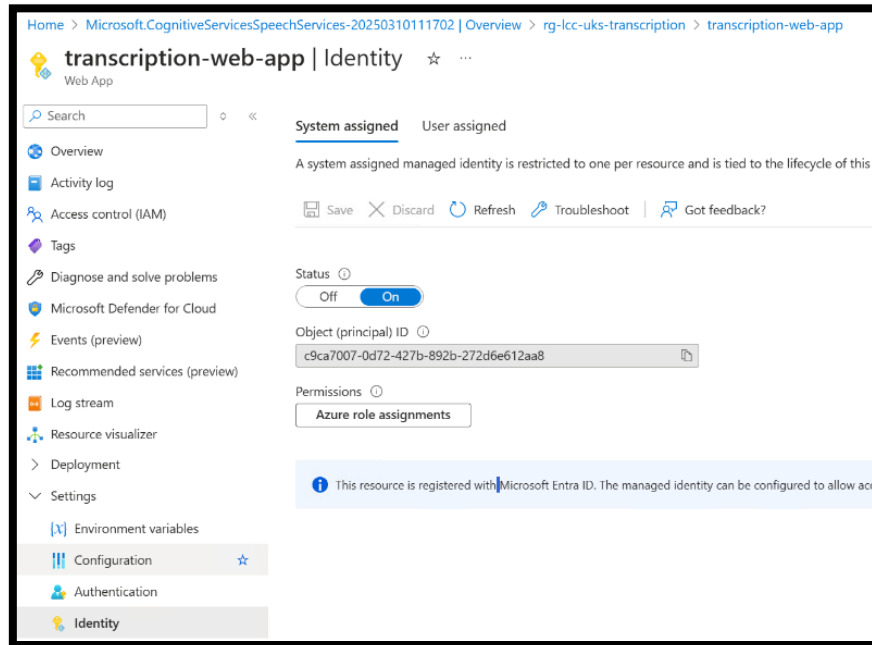 Home > Microsoft.CognitiveServicesSpeechServices-20250310111702 | Overview > rg-lcc-uks-transcription > transcription-web-app
transcription-web-app | Identity
Web App
Search
Overview
Activity log
Access control (IAM)
Tags
Diagnose and solve problems
Microsoft Defender for Cloud
Events (preview)
Recommended services (preview)
Log stream
Resource visualizer
Deployment
Settings
Environment variables
Configuration
Authentication
Identity
System assigned User assigned
A system assigned managed identity is restricted to one per resource and is tied to the lifecycle of this
Save Discard Refresh Troubleshoot Got feedback?
Status
Off On
Object (principal) ID
c9ca7007-0d72-427b-892b-272d6e612aa8
Permissions
Azure role assignments
This resource is registered with Microsoft Entra ID. The managed identity can be configured to allow acc